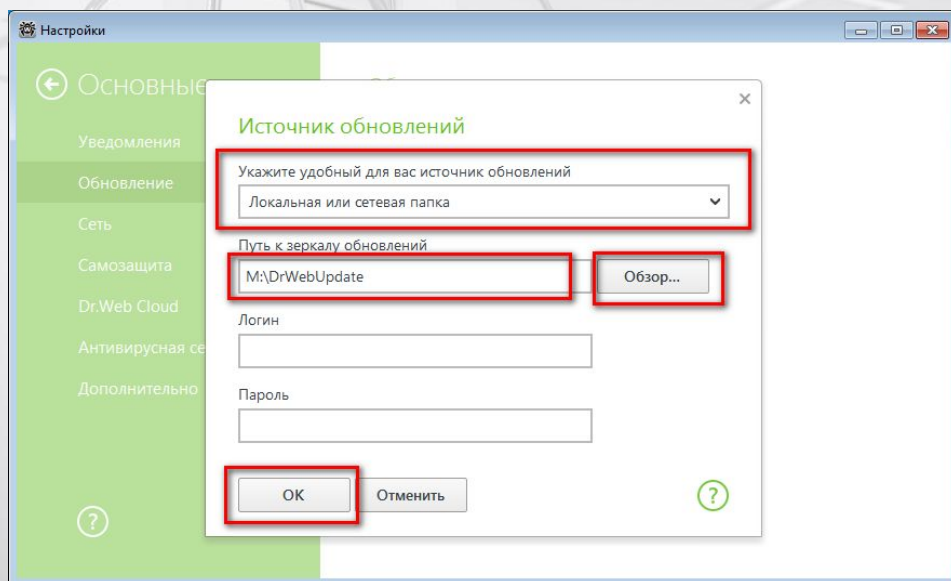 Настройки
Основные
Уведомления
Обновление
Сеть
Самозащита
Dr.Web Cloud
Антивирусная се
Дополнительно
?
×
Источник обновлений
Укажите удобный для вас источник обновлений
Локальная или сетевая папка
Путь к зеркалу обновлений
M:\DrWebUpdate
Обзор...
Логин
Пароль
ОК
Отменить
?